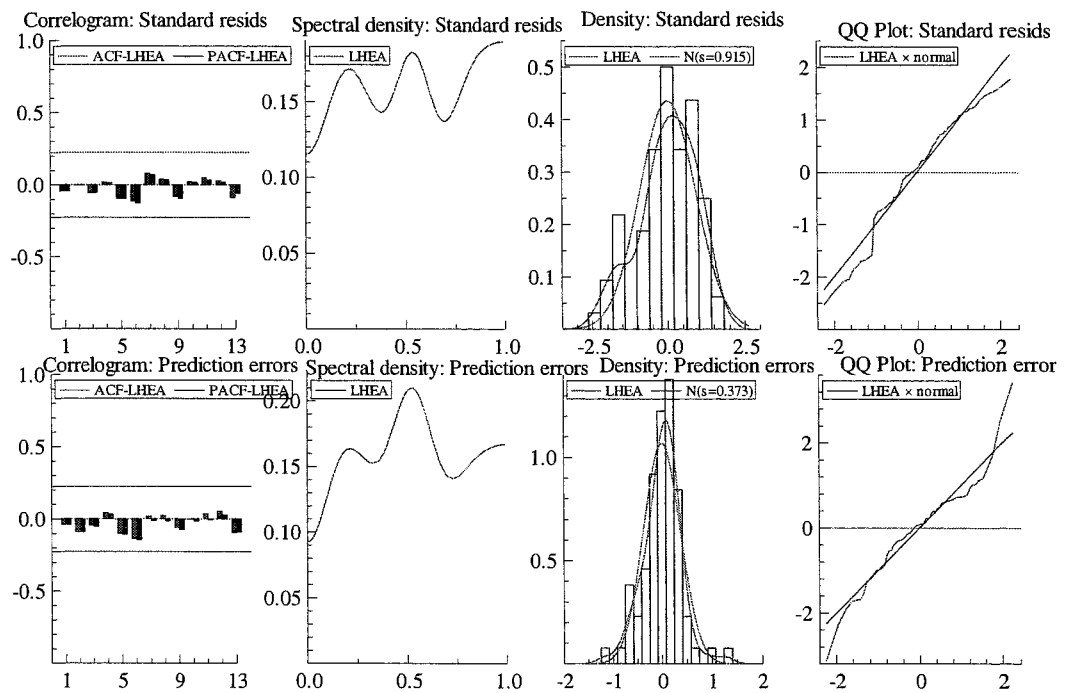 Correlogram: Standard resids
1.0
ACF-LHEA PACF-LHEA
0.5
0.0
-0.5
1 5 9 13
Spectral density: Standard resids
LHEA
0.15
0.10
0.05
0.0 0.5 1.0
Density: Standard resids
LHEA N(s=0.915)
0.5
0.4
0.3
0.2
0.1
-2.5 0 2.5
QQ Plot: Standard resids
LHEA × normal
2
1
0
-1
-2
-2 0 2
Correlogram: Prediction errors
1.0
ACF-LHEA PACF-LHEA
0.5
0.0
-0.5
1 5 9 13
Spectral density: Prediction errors
LHEA
0.20
0.15
0.10
0.05
0.0 0.5 1.0
Density: Prediction errors
LHEA N(s=0.373)
1.0
0.5
-2 -1 0 1 2
QQ Plot: Prediction error
LHEA × normal
2
0
-2
-2 0 2